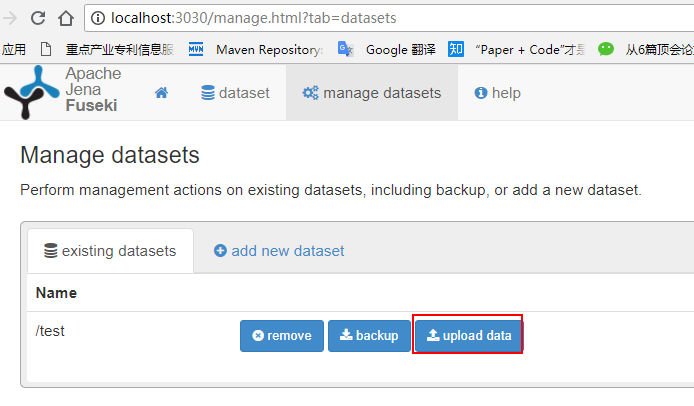 localhost:3030/manage.html?tab=datasets
应用 重点产业专利信息服 MVN Maven Repository: Google 翻译 知 “Paper + Code”才是 从6篇顶会论
Apache
Jena
Fuseki
dataset manage datasets help
Manage datasets
Perform management actions on existing datasets, including backup, or add a new dataset.
existing datasets add new dataset
Name
/test remove backup upload data